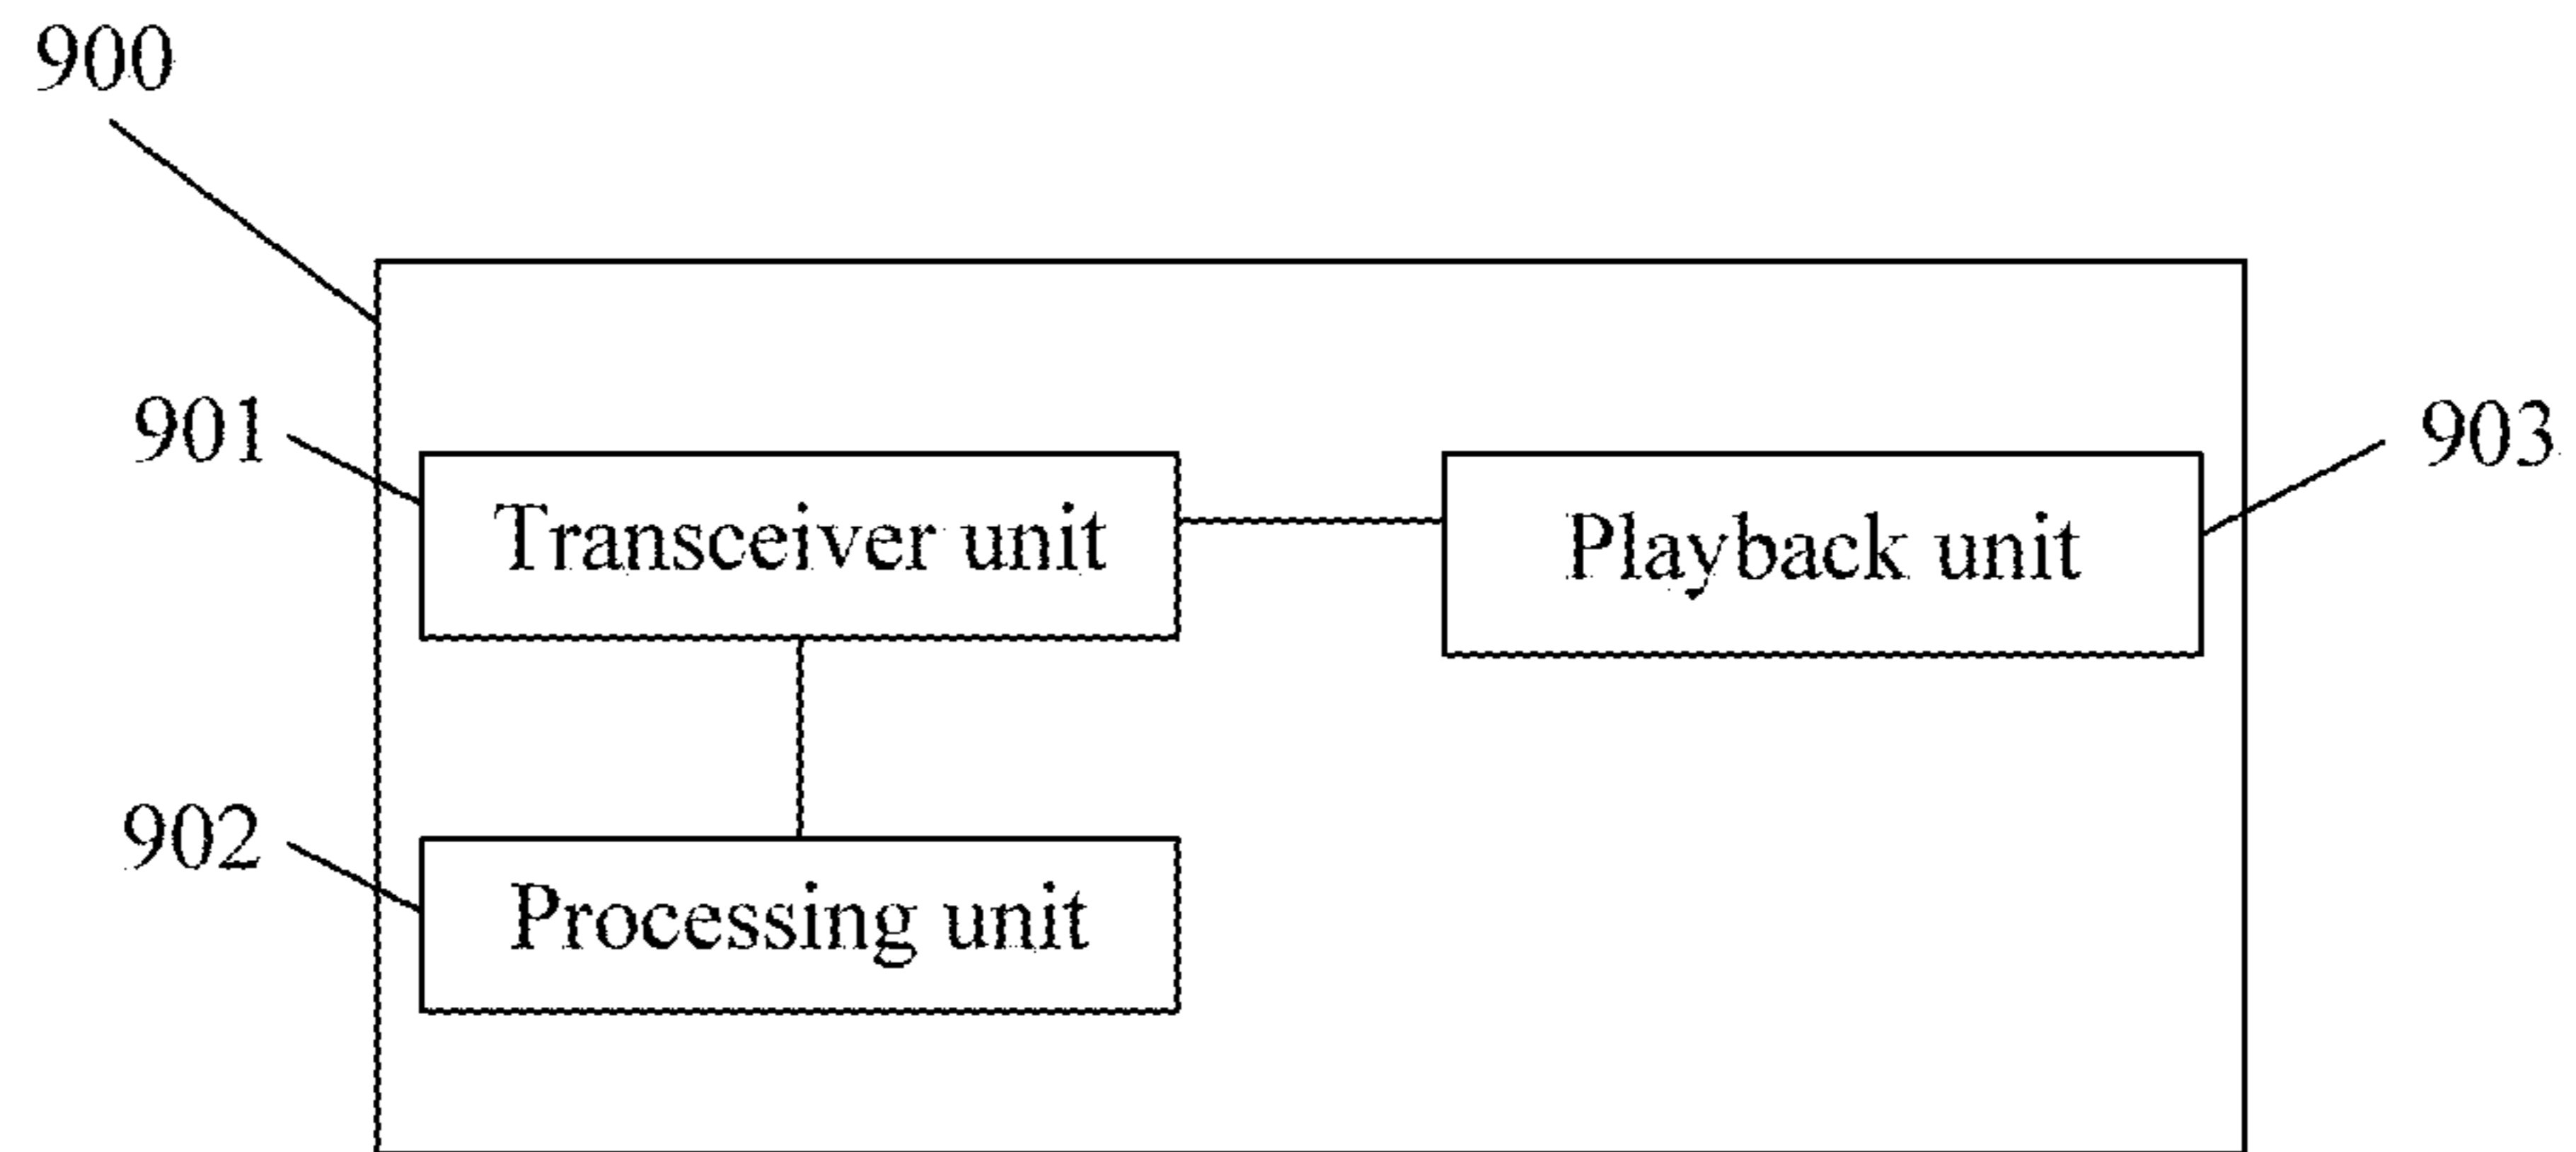 900
901
Transceiver unit
Playback unit
903
902
Processing unit